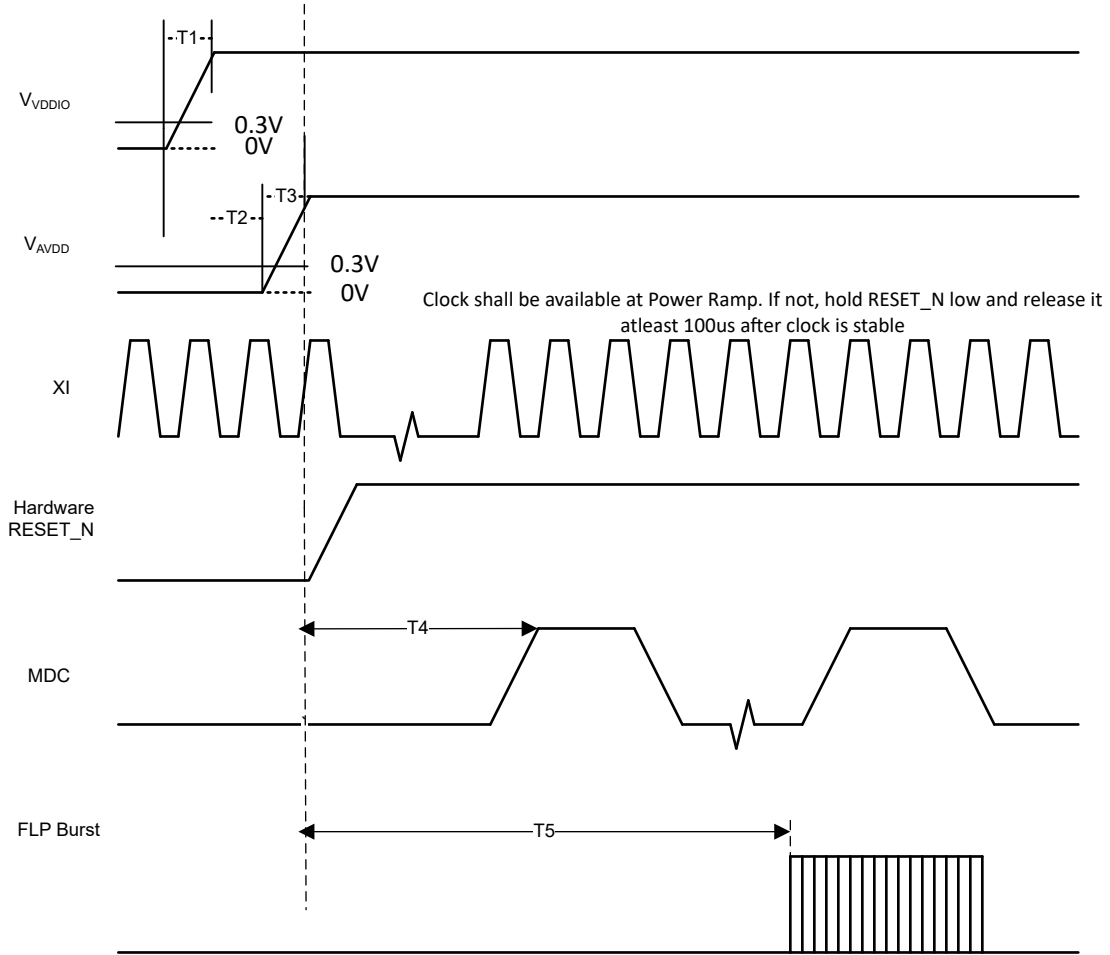 T1
VVDDIO
0.3V
0V
T3
T2
VAVDD
0.3V
0V
Clock shall be available at Power Ramp. If not, hold RESET_N low and release it
atleast 100us after clock is stable
XI
Hardware
RESET_N
T4
MDC
FLP Burst
T5